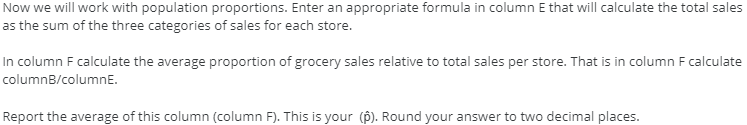 Now we will work with population proportions. Enter an appropriate formula in column E that will calculate the total sales
as the sum of the three categories of sales for each store.
In column F calculate the average proportion of grocery sales relative to total sales per store. That is in column F calculate
columnB/columnE.
Report the average of this column (column F). This is your (p̂). Round your answer to two decimal places.